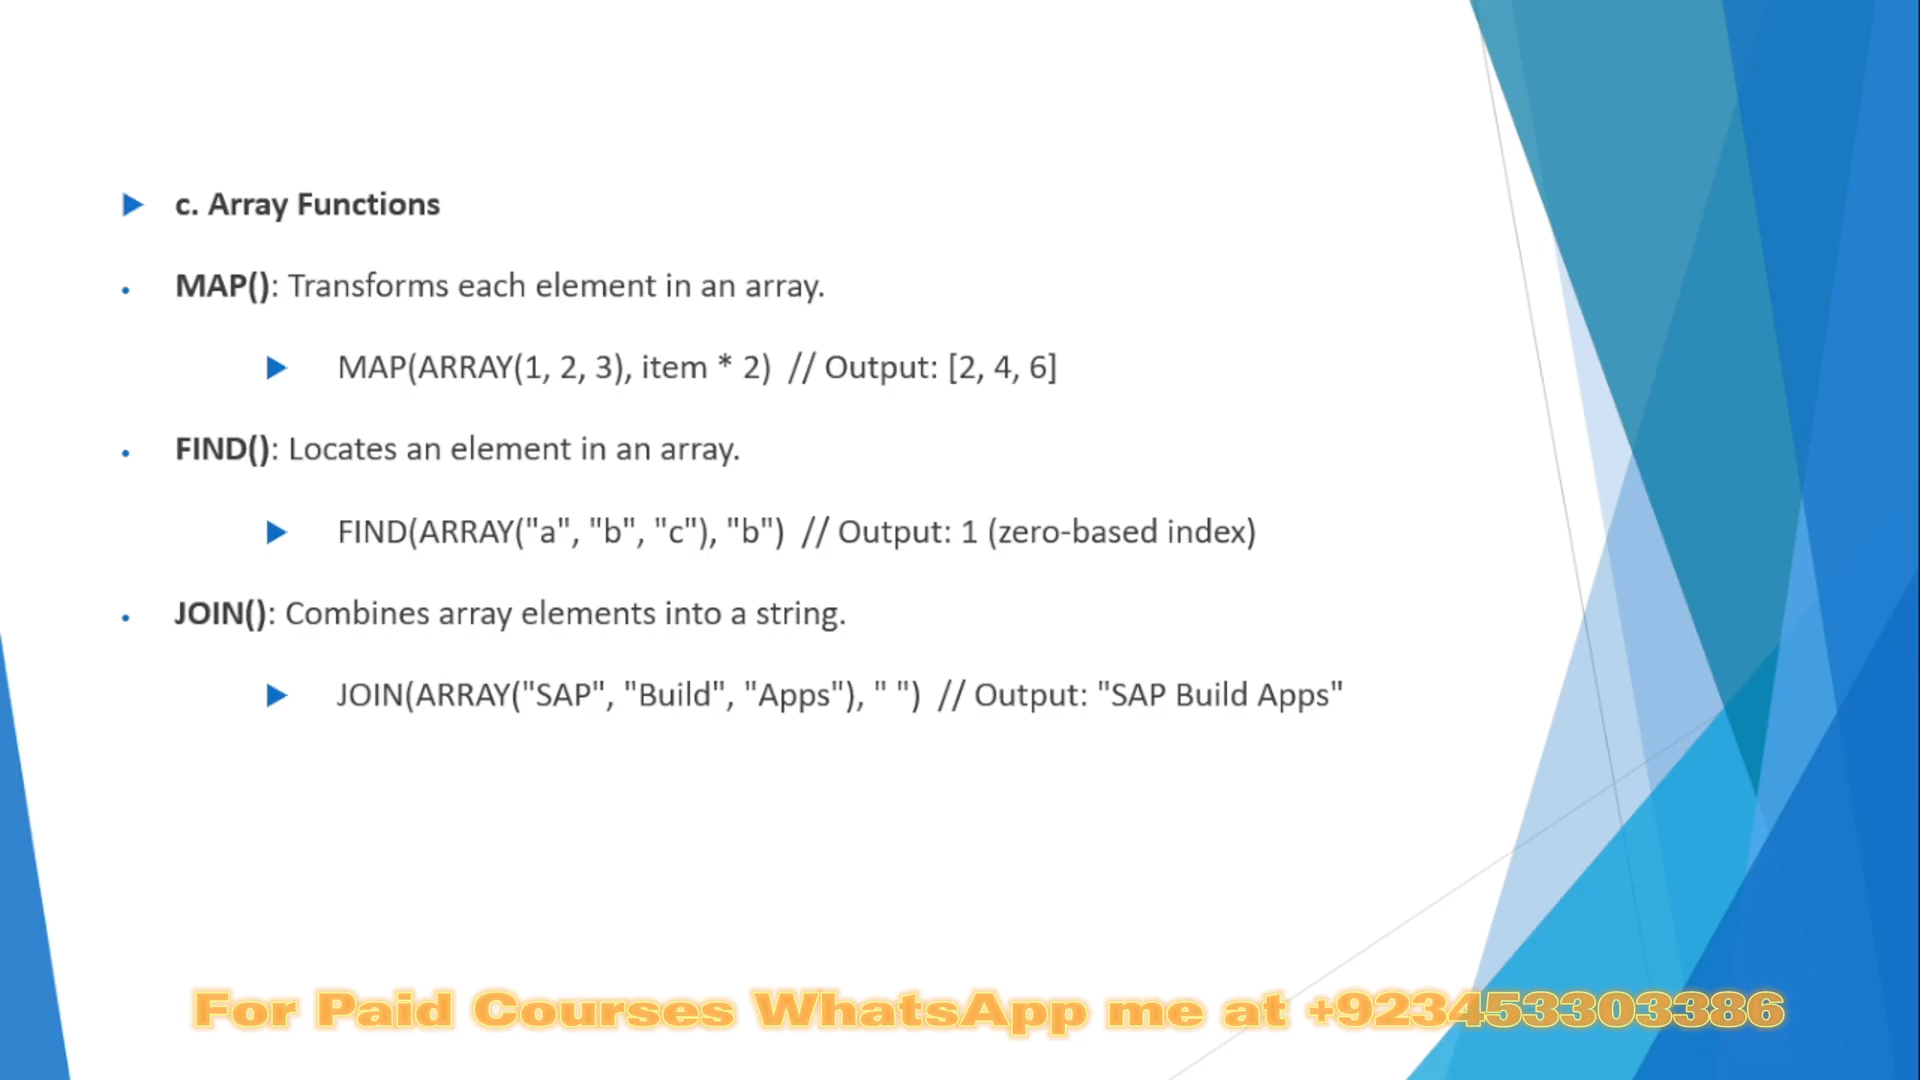 c. Array Functions
MAP(): Transforms each element in an array.
MAP(ARRAY(1, 2, 3), item * 2) // Output: [2, 4, 6]
FIND(): Locates an element in an array.
FIND(ARRAY("a", "b", "c"), "b") // Output: 1 (zero-based index)
JOIN(): Combines array elements into a string.
JOIN(ARRAY("SAP", "Build", "Apps"), " ") // Output: "SAP Build Apps"
For Paid Courses WhatsApp me at +923453303386